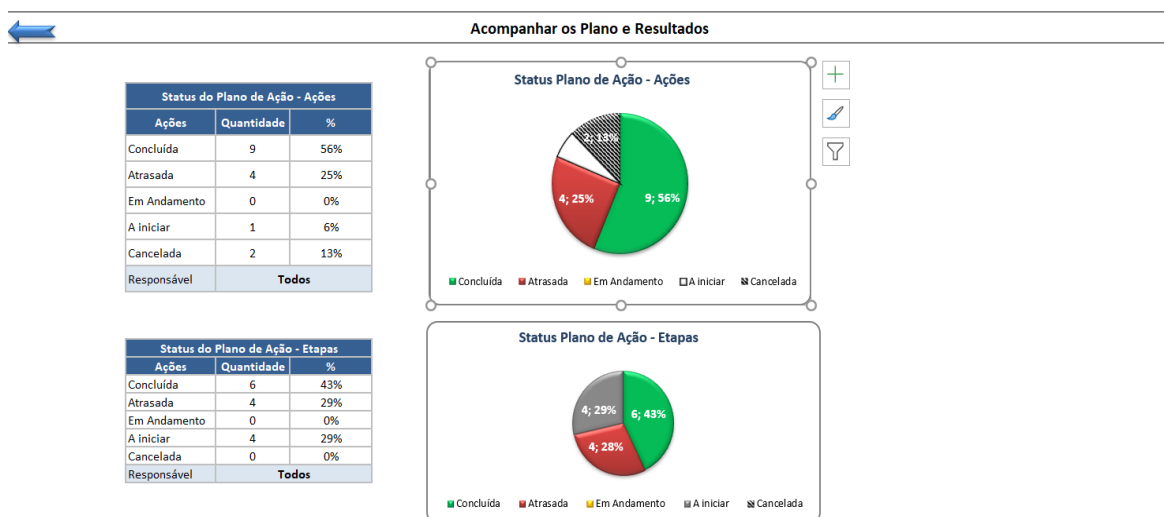 Acompanhar os Plano e Resultados
Status do Plano de Ação - Ações
Ações Quantidade %
Concluída 9 56%
Atrasada 4 25%
Em Andamento 0 0%
A iniciar 1 6%
Cancelada 2 13%
Responsável Todos
Status Plano de Ação - Ações
2; 13%
4; 25%
9; 56%
Concluída Atrasada Em Andamento A iniciar Cancelada
Status do Plano de Ação - Etapas
Ações Quantidade %
Concluída 6 43%
Atrasada 4 29%
Em Andamento 0 0%
A iniciar 4 29%
Cancelada 0 0%
Responsável Todos
Status Plano de Ação - Etapas
4; 29%
6; 43%
4; 28%
Concluída Atrasada Em Andamento A iniciar Cancelada